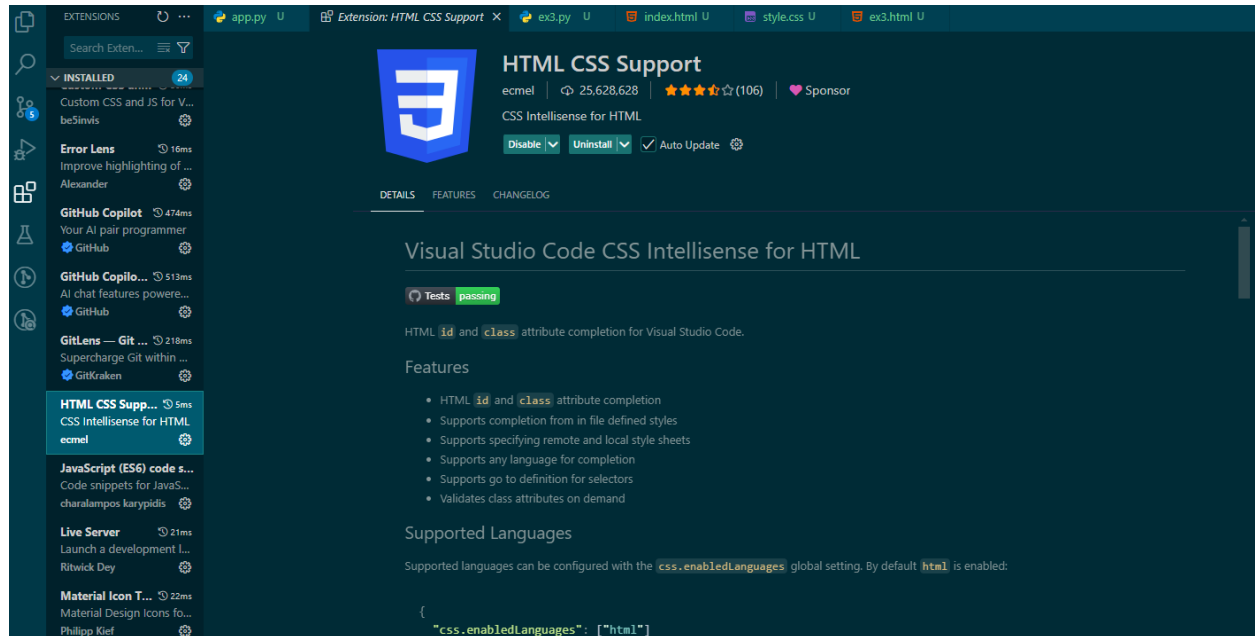 EXTENSIONS
app.py U
Extension: HTML CSS Support
ex3.py U
index.html U
style.css U
ex3.html U
Search Exten...
INSTALLED 24
Custom CSS and JS for V...
be5invis
Error Lens 16ms
Improve highlighting of ...
Alexander
GitHub Copilot 474ms
Your AI pair programmer
GitHub
GitHub Copilo... 513ms
AI chat features powere...
GitHub
GitLens — Git ... 218ms
Supercharge Git within ...
GitKraken
HTML CSS Supp... 5ms
CSS Intellisense for HTML
ecmel
JavaScript (ES6) code s...
Code snippets for JavaS...
charalampos karypidis
Live Server 21ms
Launch a development l...
Ritwick Dey
Material Icon T... 22ms
Material Design Icons fo...
Philipp Kief
5
HTML CSS Support
ecmel 25,628,628 (106) Sponsor
CSS Intellisense for HTML
Disable Uninstall Auto Update
DETAILS FEATURES CHANGELOG
Visual Studio Code CSS Intellisense for HTML
Tests passing
HTML id and class attribute completion for Visual Studio Code.
Features
• HTML id and class attribute completion
• Supports completion from in file defined styles
• Supports specifying remote and local style sheets
• Supports any language for completion
• Supports go to definition for selectors
• Validates class attributes on demand
Supported Languages
Supported languages can be configured with the css.enabledLanguages global setting. By default html is enabled:
{
"css.enabledLanguages": ["html"]